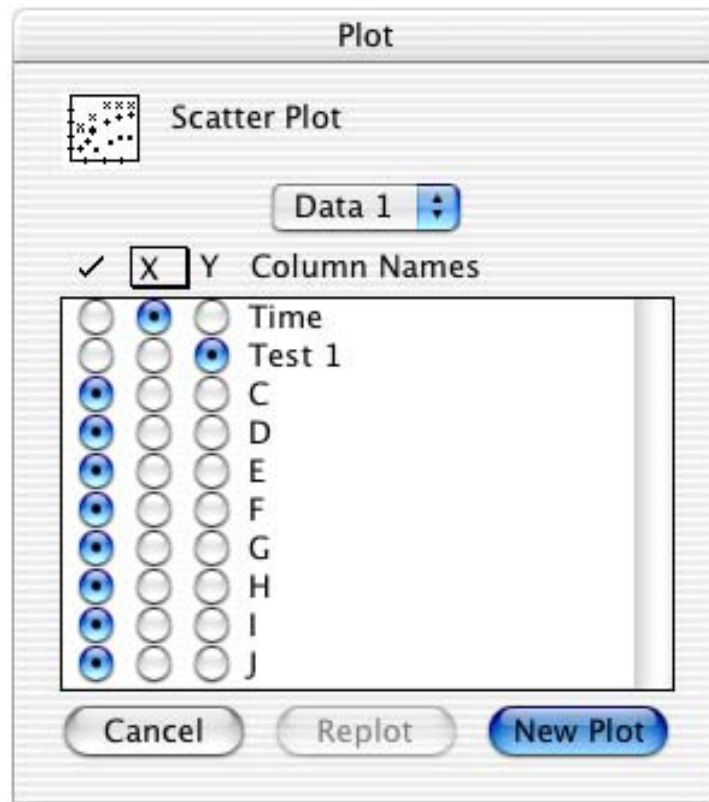 Plot
Scatter Plot
Data 1
✓ X Y Column Names
Time
Test 1
C
D
E
F
G
H
I
J
Cancel Replot New Plot